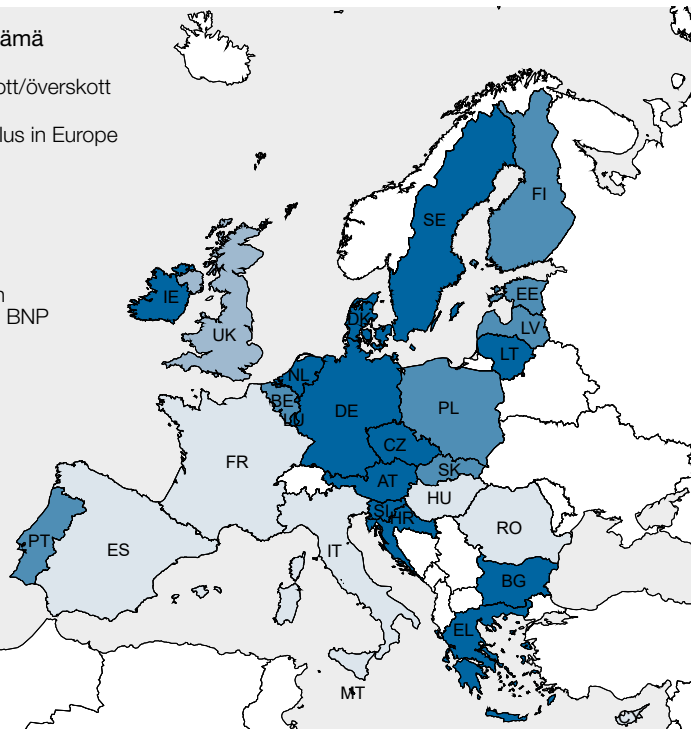 ämä
ott/överskott
lus in Europe
n
BNP
SE
FI
EE
LV
LT
IE
UK
DK
NL
BE
LU
DE
PL
CZ
SK
AT
HU
FR
SI
HR
RO
PT
ES
IT
BG
EL
MT
CY